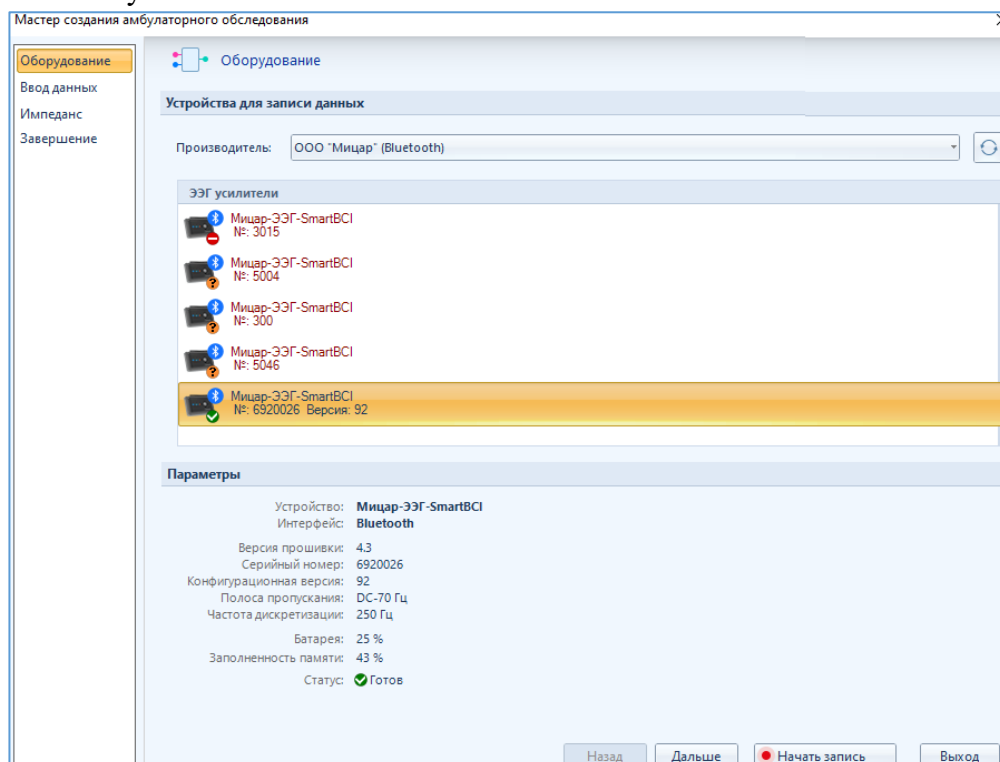 Мастер создания амбулаторного обследования
Оборудование
Ввод данных
Импеданс
Завершение
Оборудование
Устройства для записи данных
Производитель: ООО "Мицар" (Bluetooth)
ЭЭГ усилители
Мицар-ЭЭГ-SmartBCI
№: 3015
Мицар-ЭЭГ-SmartBCI
№: 5004
Мицар-ЭЭГ-SmartBCI
№: 300
Мицар-ЭЭГ-SmartBCI
№: 5046
Мицар-ЭЭГ-SmartBCI
№: 6920026 Версия: 92
Параметры
Устройство: Мицар-ЭЭГ-SmartBCI
Интерфейс: Bluetooth
Версия прошивки: 4.3
Серийный номер: 6920026
Конфигурационная версия: 92
Полоса пропускания: DC-70 Гц
Частота дискретизации: 250 Гц
Батарея: 25 %
Заполненность памяти: 43 %
Статус: Готов
Назад Дальше Начать запись Выход